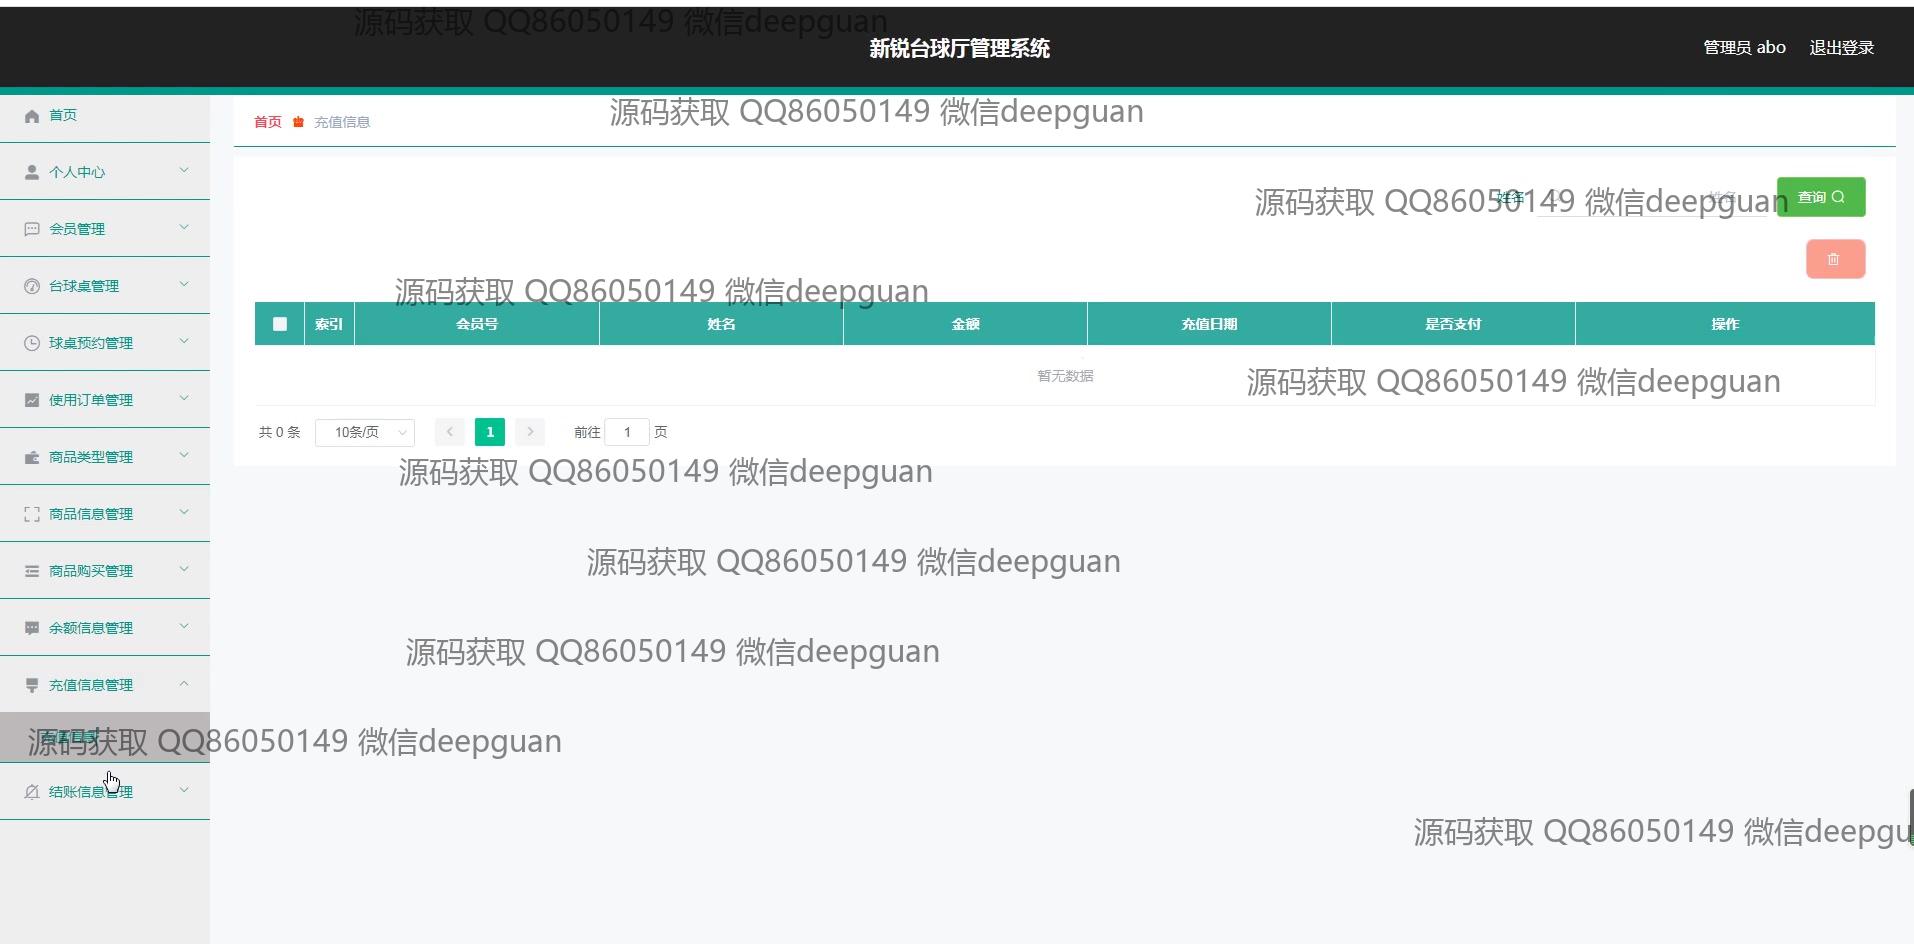 源码获取 QQ86050149 微信deepguan
新锐台球厅管理系统
管理员 abo 退出登录
首页
个人中心
会员管理
台球桌管理
球桌预约管理
使用订单管理
商品类型管理
商品信息管理
商品购买管理
余额信息管理
充值信息管理
结账信息管理
首页 充值信息
源码获取 QQ86050149 微信deepguan
姓名 姓名 查询
源码获取 QQ86050149 微信deepguan
源码获取 QQ86050149 微信deepguan
索引 会员号 姓名 金额 充值日期 是否支付 操作
暂无数据
源码获取 QQ86050149 微信deepguan
共 0 条 10条/页 1 前往 1 页
源码获取 QQ86050149 微信deepguan
源码获取 QQ86050149 微信deepguan
源码获取 QQ86050149 微信deepguan
源码获取 QQ86050149 微信deepguan
源码获取 QQ86050149 微信deepgu